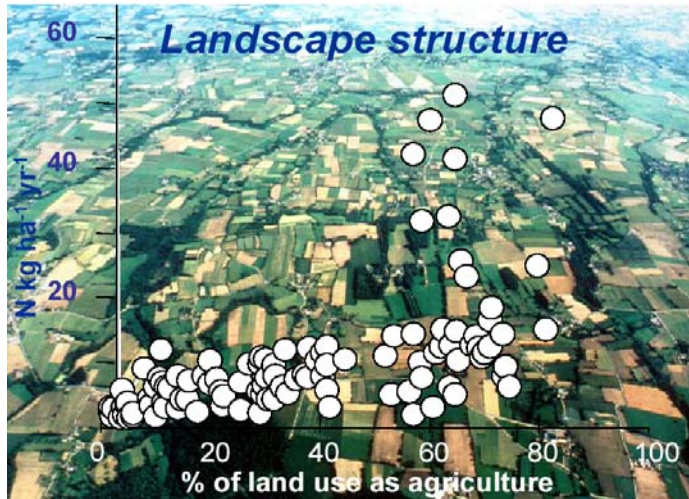 Landscape structure
60
40
20
N kg ha⁻¹ yr⁻¹
0 20 40 60 80 100
% of land use as agriculture